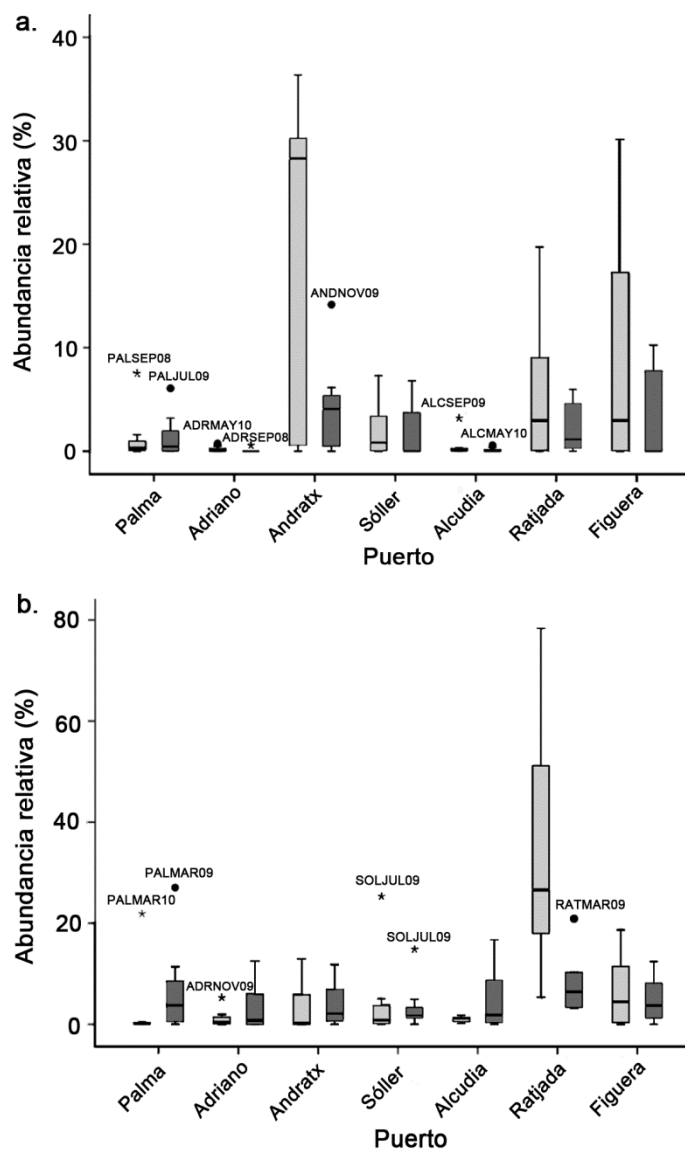 a.
Abundancia relativa (%)
40
30
20
10
0
PALSEP08
PALJUL09
ADRMAY10
ADRSEP08
ANDNOV09
ALCSEP09
ALCMAY10
Palma
Adriano
Andratx
Sóller
Alcudia
Ratjada
Figuera
Puerto
b.
Abundancia relativa (%)
80
60
40
20
0
PALMAR10
PALMAR09
ADRNOV09
SOLJUL09
SOLJUL09
RATMAR09
Palma
Adriano
Andratx
Sóller
Alcudia
Ratjada
Figuera
Puerto